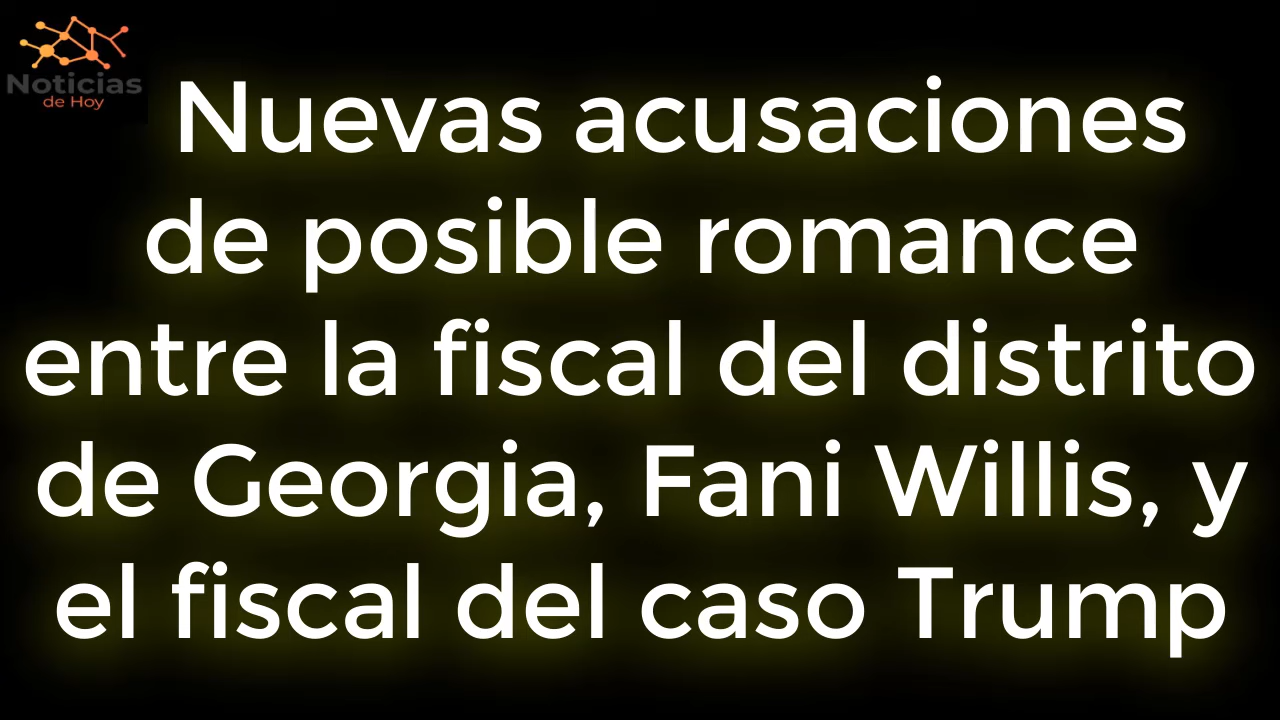 Noticias
de Hoy
Nuevas acusaciones
de posible romance
entre la fiscal del distrito
de Georgia, Fani Willis, y
el fiscal del caso Trump